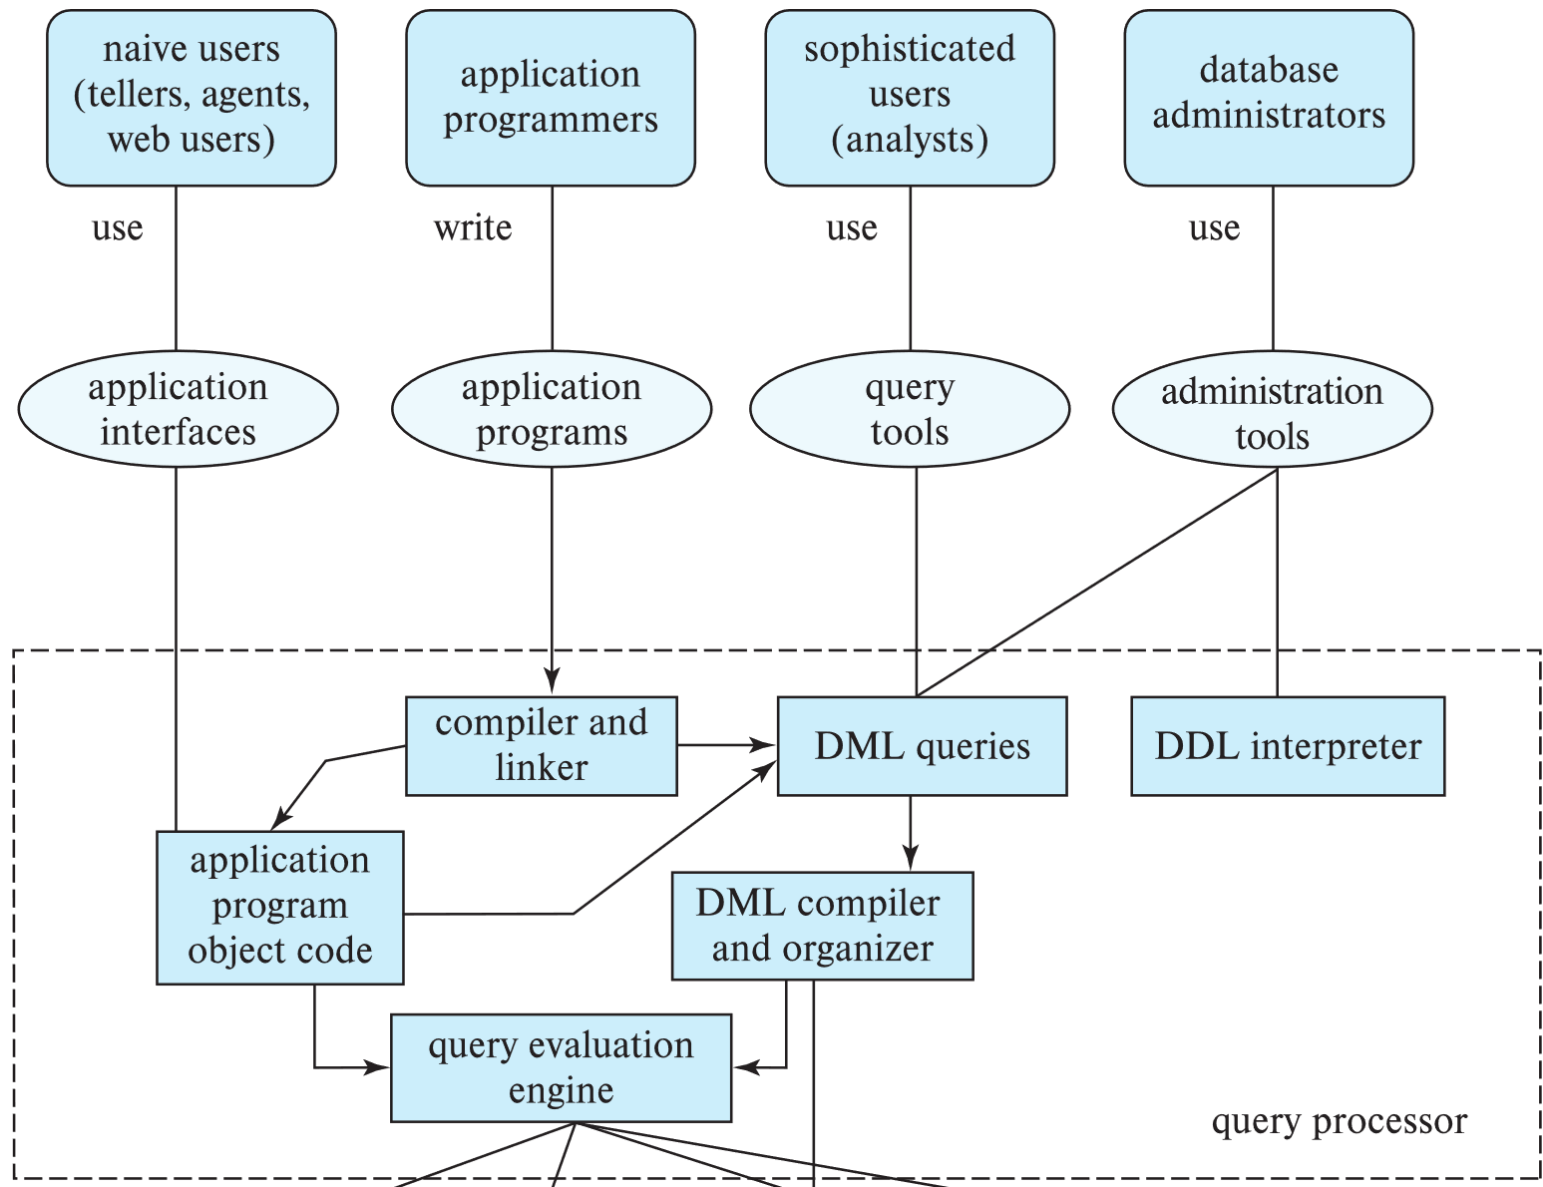 naive users
(tellers, agents,
web users)
application
programmers
sophisticated
users
(analysts)
database
administrators
use
write
use
use
application
interfaces
application
programs
query
tools
administration
tools
compiler and
linker
DML queries
DDL interpreter
application
program
object code
DML compiler
and organizer
query evaluation
engine
query processor